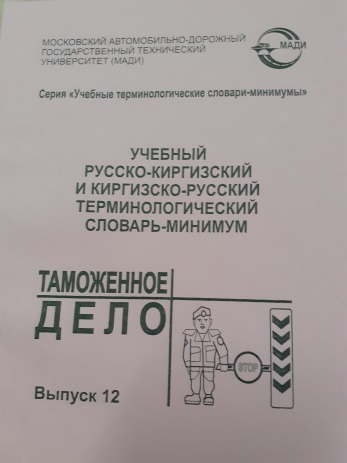 МОСКОВСКИЙ АВТОМОБИЛЬНО-ДОРОЖНЫЙ
ГОСУДАРСТВЕННЫЙ ТЕХНИЧЕСКИЙ
УНИВЕРСИТЕТ (МАДИ)
МАДИ
Серия «Учебные терминологические словари-минимумы»
УЧЕБНЫЙ
РУССКО-КИРГИЗСКИЙ
И КИРГИЗСКО-РУССКИЙ
ТЕРМИНОЛОГИЧЕСКИЙ
СЛОВАРЬ-МИНИМУМ
ТАМОЖЕННОЕ
ДЕЛО
STOP
Выпуск 12